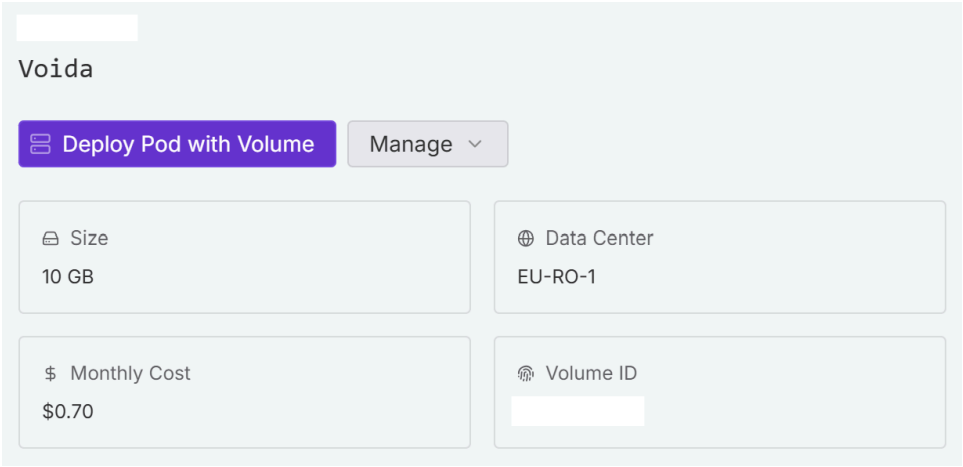 Voida
Deploy Pod with Volume
Manage
Size
10 GB
Data Center
EU-RO-1
$ Monthly Cost
$0.70
Volume ID